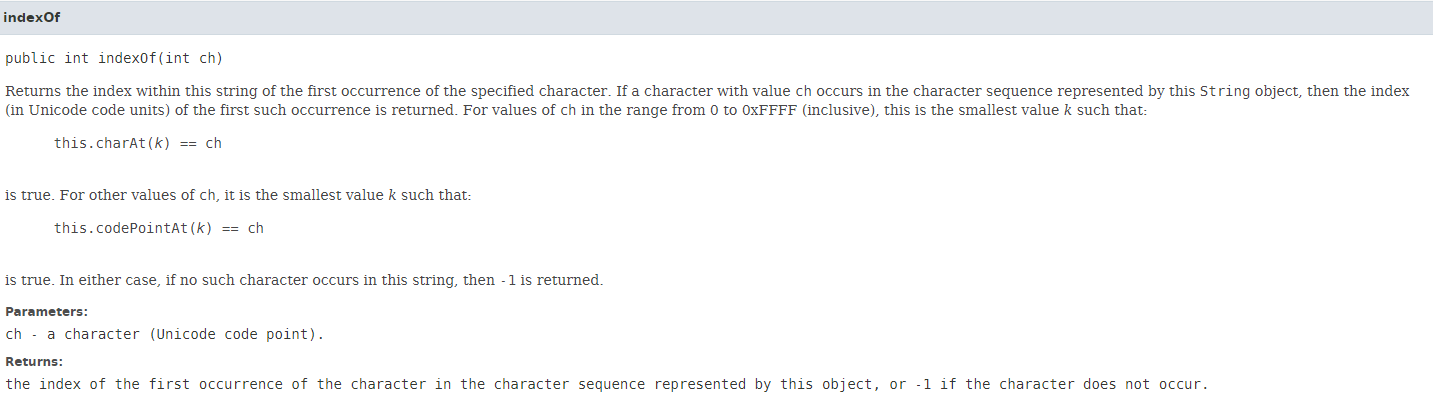 indexOf
public int indexOf(int ch)
Returns the index within this string of the first occurrence of the specified character. If a character with value ch occurs in the character sequence represented by this String object, then the index
(in Unicode code units) of the first such occurrence is returned. For values of ch in the range from 0 to 0xFFFF (inclusive), this is the smallest value k such that:
this.charAt(k) == ch
is true. For other values of ch, it is the smallest value k such that:
this.codePointAt(k) == ch
is true. In either case, if no such character occurs in this string, then -1 is returned.
Parameters:
ch - a character (Unicode code point).
Returns:
the index of the first occurrence of the character in the character sequence represented by this object, or -1 if the character does not occur.